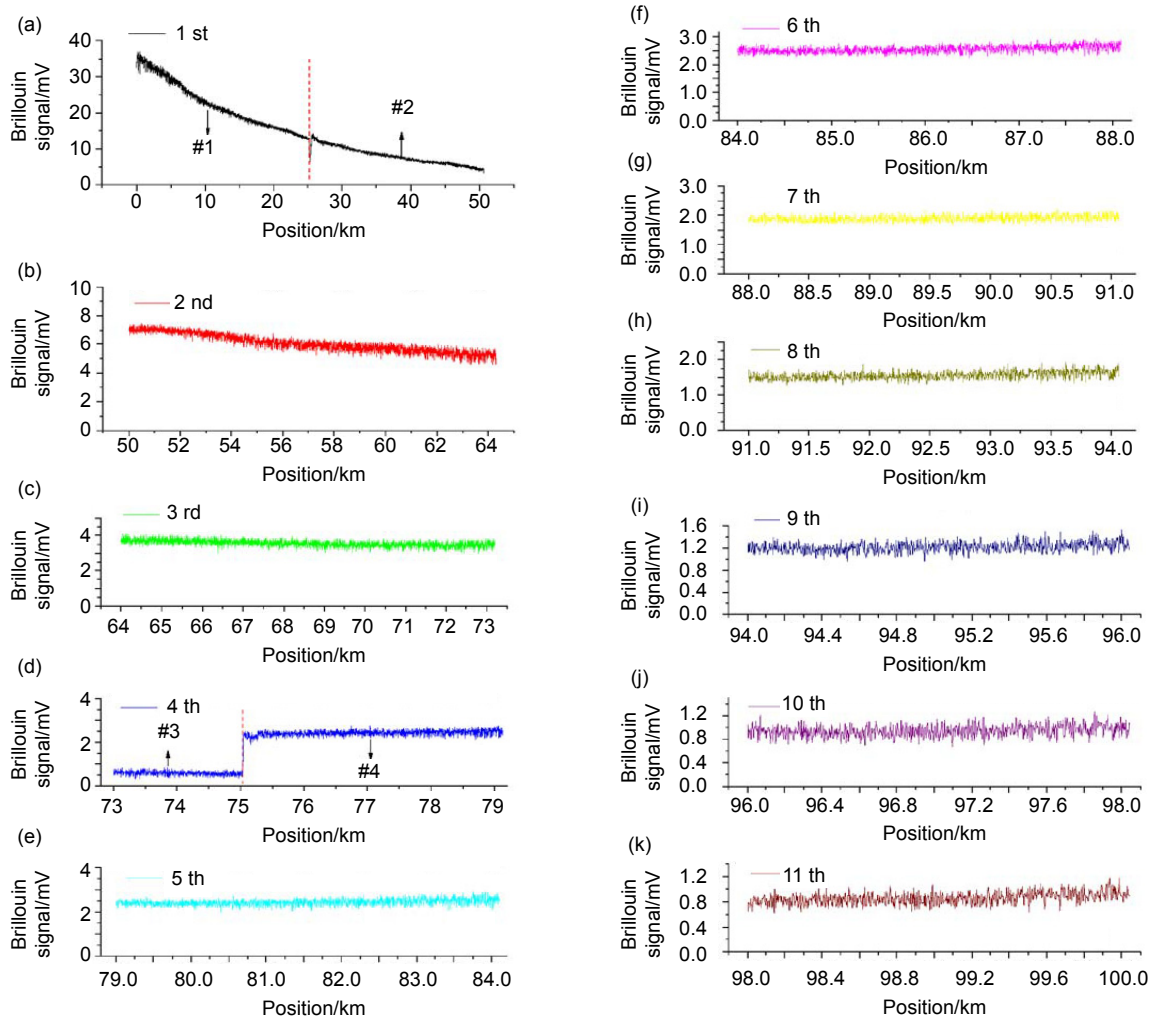 (a)
1 st
Brillouin
signal/mV
40
30
20
10
0
#1
#2
0 10 20 30 40 50
Position/km
(b)
2 nd
Brillouin
signal/mV
10
8
6
4
2
0
50 52 54 56 58 60 62 64
Position/km
(c)
3 rd
Brillouin
signal/mV
4
2
0
64 65 66 67 68 69 70 71 72 73
Position/km
(d)
4 th
Brillouin
signal/mV
4
2
0
#3
#4
73 74 75 76 77 78 79
Position/km
(e)
5 th
Brillouin
signal/mV
4
2
0
79.0 80.0 81.0 82.0 83.0 84.0
Position/km
(f)
6 th
Brillouin
signal/mV
3.0
2.0
1.0
0.0
84.0 85.0 86.0 87.0 88.0
Position/km
(g)
7 th
Brillouin
signal/mV
3.0
2.0
1.0
0.0
88.0 88.5 89.0 89.5 90.0 90.5 91.0
Position/km
(h)
8 th
Brillouin
signal/mV
2.0
1.0
0.0
91.0 91.5 92.0 92.5 93.0 93.5 94.0
Position/km
(i)
9 th
Brillouin
signal/mV
1.6
1.2
0.8
0.4
0.0
94.0 94.4 94.8 95.2 95.6 96.0
Position/km
(j)
10 th
Brillouin
signal/mV
1.2
0.8
0.4
0.0
96.0 96.4 96.8 97.2 97.6 98.0
Position/km
(k)
11 th
Brillouin
signal/mV
1.2
0.8
0.4
0.0
98.0 98.4 98.8 99.2 99.6 100.0
Position/km